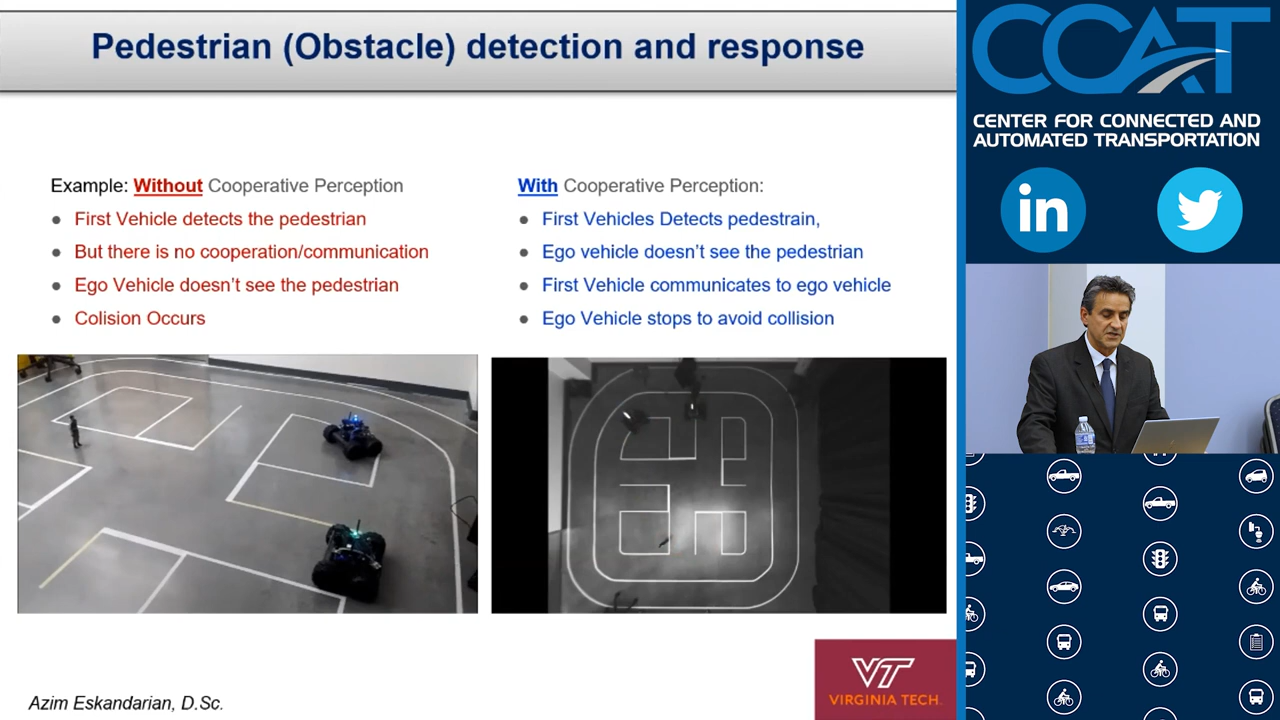 Pedestrian (Obstacle) detection and response
Example: Without Cooperative Perception
● First Vehicle detects the pedestrian
● But there is no cooperation/communication
● Ego Vehicle doesn't see the pedestrian
● Colision Occurs
With Cooperative Perception:
● First Vehicles Detects pedestrain,
● Ego vehicle doesn't see the pedestrian
● First Vehicle communicates to ego vehicle
● Ego Vehicle stops to avoid collision
Azim Eskandarian, D.Sc.
VT
VIRGINIA TECH
CCAT
CENTER FOR CONNECTED AND
AUTOMATED TRANSPORTATION
in